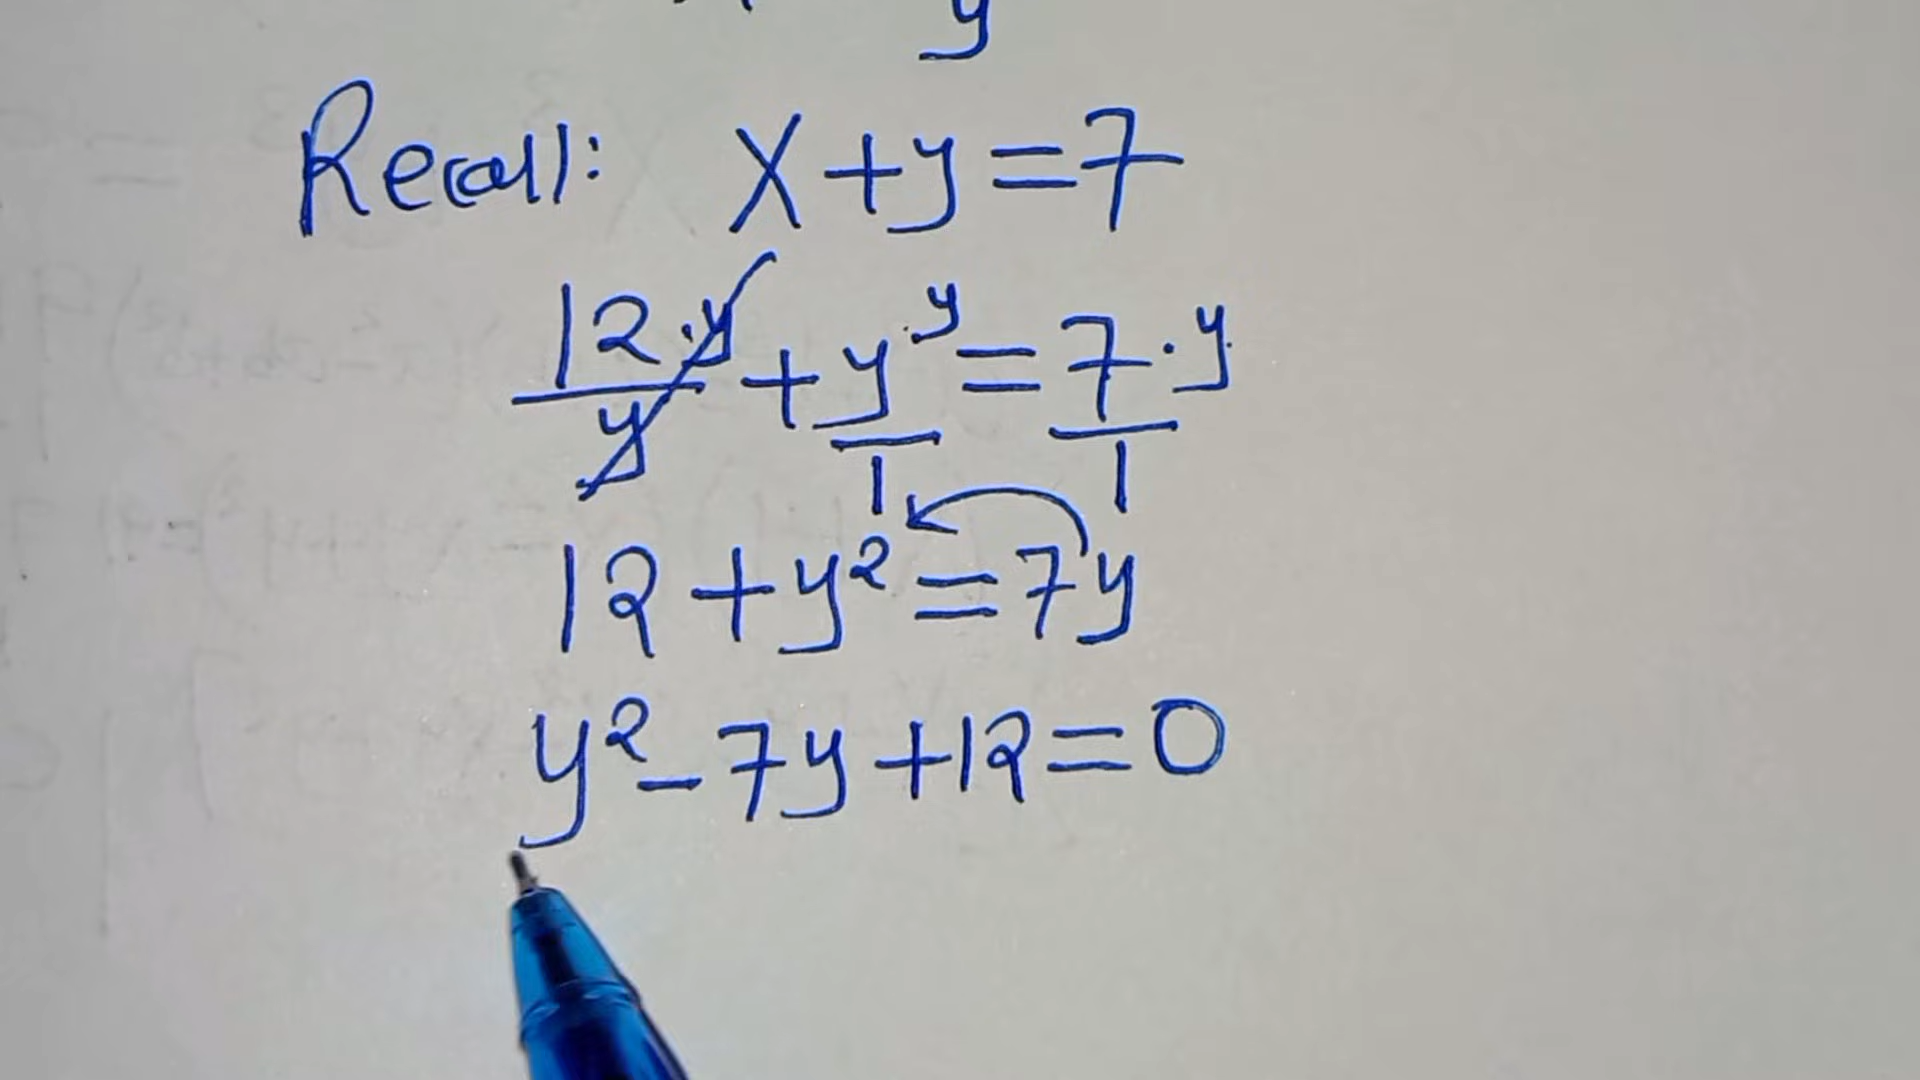 y
Recall: x+y=7
12·y/y + y·y/1 = 7·y/1
12+y²=7y
y²-7y+12=0